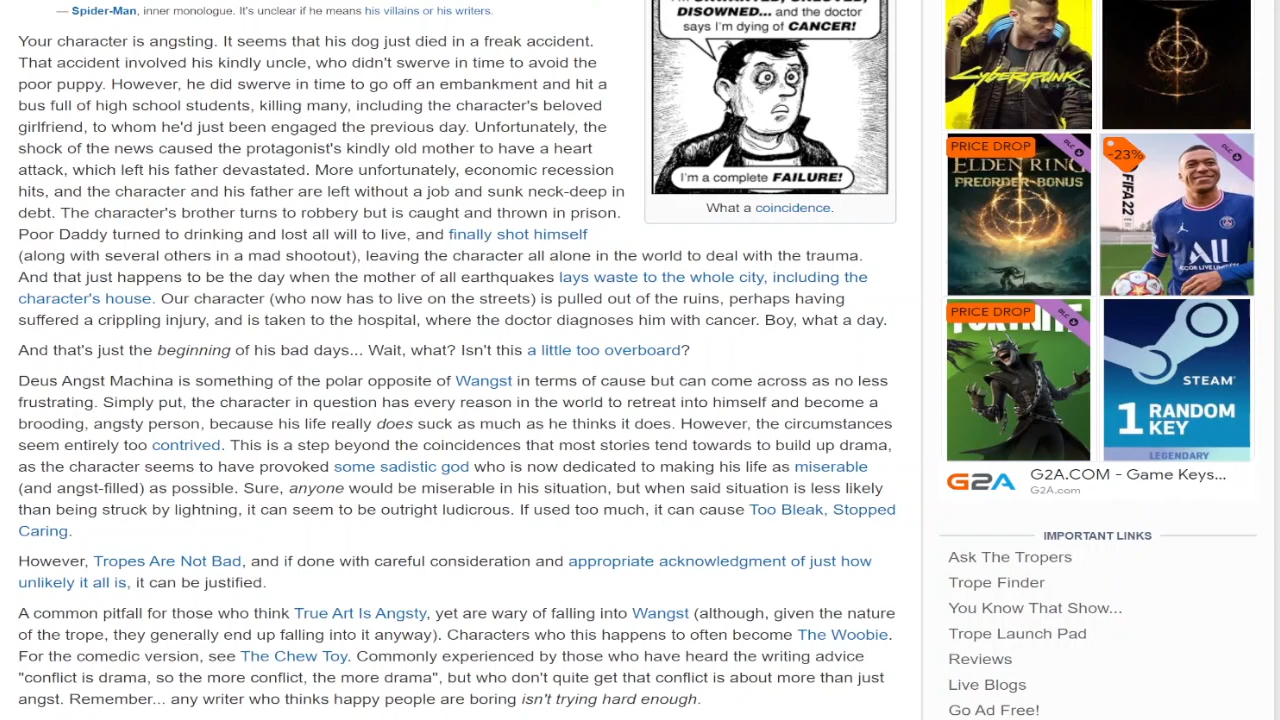 — Spider-Man, inner monologue. It's unclear if he means his villains or his writers.
Your character is angsting. It seems that his dog just died in a freak accident.
That accident involved his kindly uncle, who didn't swerve in time to avoid the
poor puppy. However, he did swerve in time to go off an embankment and hit a
bus full of high school students, killing many, including the character's beloved
girlfriend, to whom he'd just been engaged the previous day. Unfortunately, the
shock of the news caused the protagonist's kindly old mother to have a heart
attack, which left his father devastated. More unfortunately, economic recession
has left our character and his father both without a job and sunk neck-deep in
debt. The character's brother turns to robbery but is caught and thrown in prison.
Poor Daddy turned to drinking and lost all will to live, and finally shot himself
(along with several others in a mad shootout), leaving the character all alone in the world to deal with the trauma.
And that just happens to be the day when the mother of all earthquakes lays waste to the whole city, including the
character's house. Our character (who now has to live on the streets) is pulled out of the ruins, perhaps having
suffered a crippling injury, and taken to the hospital, where the doctor diagnoses him with cancer. Boy, what a day.
And that's just the beginning of his bad days... Wait, what? Isn't this a little too overboard?
Deus Angst Machina is something of the polar opposite of Wangst in terms of cause but can come across as no less
frustrating. Simply put, the character in question has every reason in the world to retreat into himself and become a
brooding, angsty person, because his life really does suck as much as he thinks it does. However, the circumstances
seem entirely too contrived. This is a step beyond the coincidences that most stories tend towards to build up drama,
as the character seems to have provoked some sadistic god who is now dedicated to making his life as miserable
(and angst-filled) as possible. Sure, you would be miserable in his situation, but when said situation is less likely
than being struck by lightning, it can seem to be outright ludicrous. If used too much, it can cause Too Bleak, Stopped
Caring.
However, Tropes Are Not Bad, and if done with careful consideration and appropriate acknowledgment of just how
unlikely it all is, it can be justified.
A common pitfall for those who think True Art Is Angsty, yet are wary of falling into Wangst (although, given the nature
of the trope, they generally end up falling into it anyway). Characters who this happens to often become The Woobie.
For the comedic version, see The Chew Toy. Commonly experienced by those who have heard the writing advice
"conflict is drama, so the more conflict, the more drama", but who don't quite get that conflict is about more than just
angst. Remember... any writer who thinks happy people are boring isn't trying hard enough.
DISOWNED... and the doctor
says I'm dying of CANCER!
I'm a complete FAILURE!
What a coincidence.
CYBERPUNK
PRICE DROP
DLC
ELDEN RING
PREORDER-BONUS
-23%
DLC
FIFA 22
ALL
PRICE DROP
DLC
FORTNITE
STEAM
1 RANDOM
KEY
LEGENDARY
G2A
G2A.COM - Game Keys...
G2A.com
IMPORTANT LINKS
Ask The Tropers
Trope Finder
You Know That Show...
Trope Launch Pad
Reviews
Live Blogs
Go Ad Free!